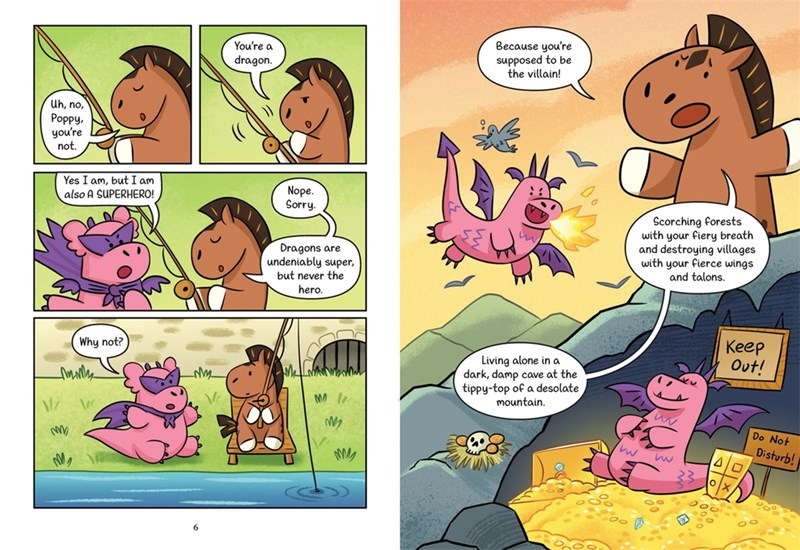 Uh, no,
Poppy,
you're
not.
You're a
dragon.
Yes I am, but I am
also A SUPERHERO!
Nope.
Sorry.
Dragons are
undeniably super,
but never the
hero.
Why not?
6
Because you're
supposed to be
the villain!
Scorching forests
with your fiery breath
and destroying villages
with your fierce wings
and talons.
Living alone in a
dark, damp cave at the
tippy-top of a desolate
mountain.
Keep
Out!
Do Not
Disturb!